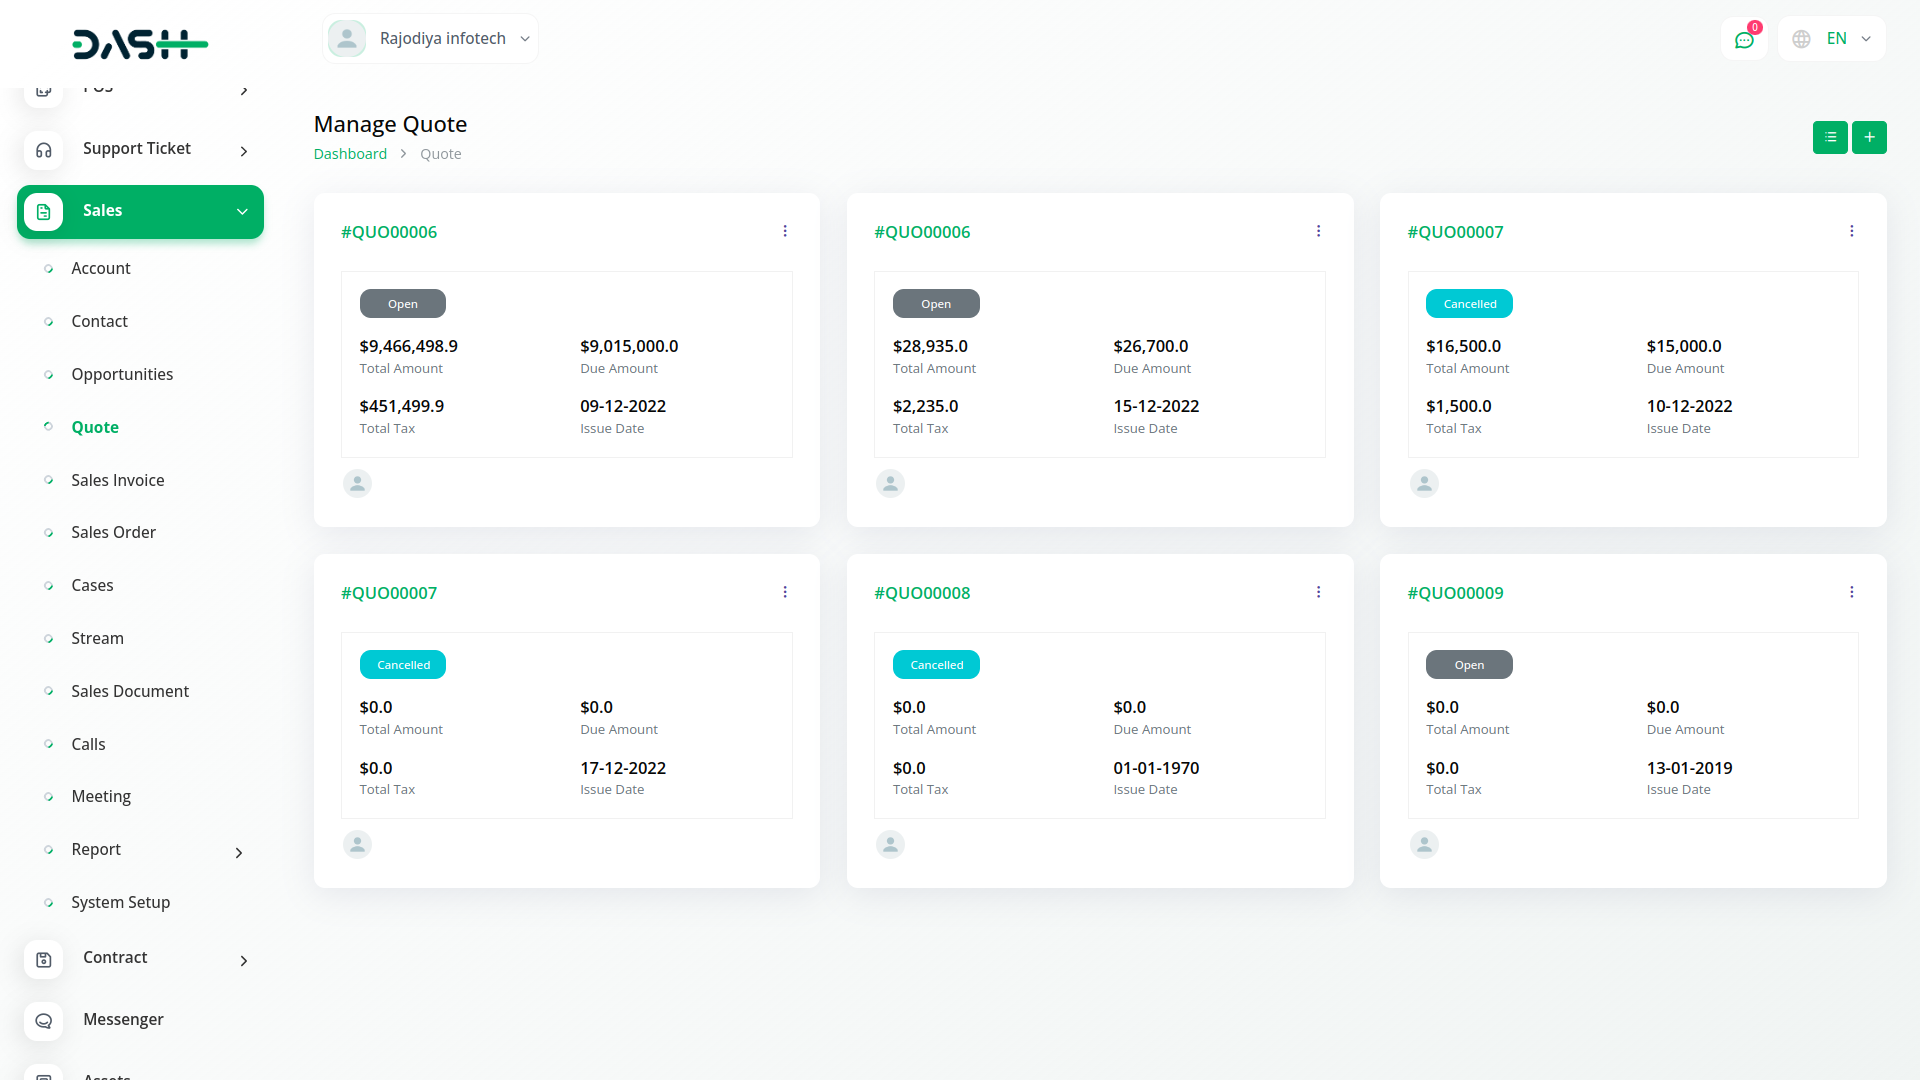 DASH
Rajodiya infotech
0
EN
POS
Support Ticket
Sales
Account
Contact
Opportunities
Quote
Sales Invoice
Sales Order
Cases
Stream
Sales Document
Calls
Meeting
Report
System Setup
Contract
Messenger
Assets
Manage Quote
Dashboard > Quote
#QUO00006
Open
$9,466,498.9 $9,015,000.0
Total Amount Due Amount
$451,499.9 09-12-2022
Total Tax Issue Date
#QUO00006
Open
$28,935.0 $26,700.0
Total Amount Due Amount
$2,235.0 15-12-2022
Total Tax Issue Date
#QUO00007
Cancelled
$16,500.0 $15,000.0
Total Amount Due Amount
$1,500.0 10-12-2022
Total Tax Issue Date
#QUO00007
Cancelled
$0.0 $0.0
Total Amount Due Amount
$0.0 17-12-2022
Total Tax Issue Date
#QUO00008
Cancelled
$0.0 $0.0
Total Amount Due Amount
$0.0 01-01-1970
Total Tax Issue Date
#QUO00009
Open
$0.0 $0.0
Total Amount Due Amount
$0.0 13-01-2019
Total Tax Issue Date